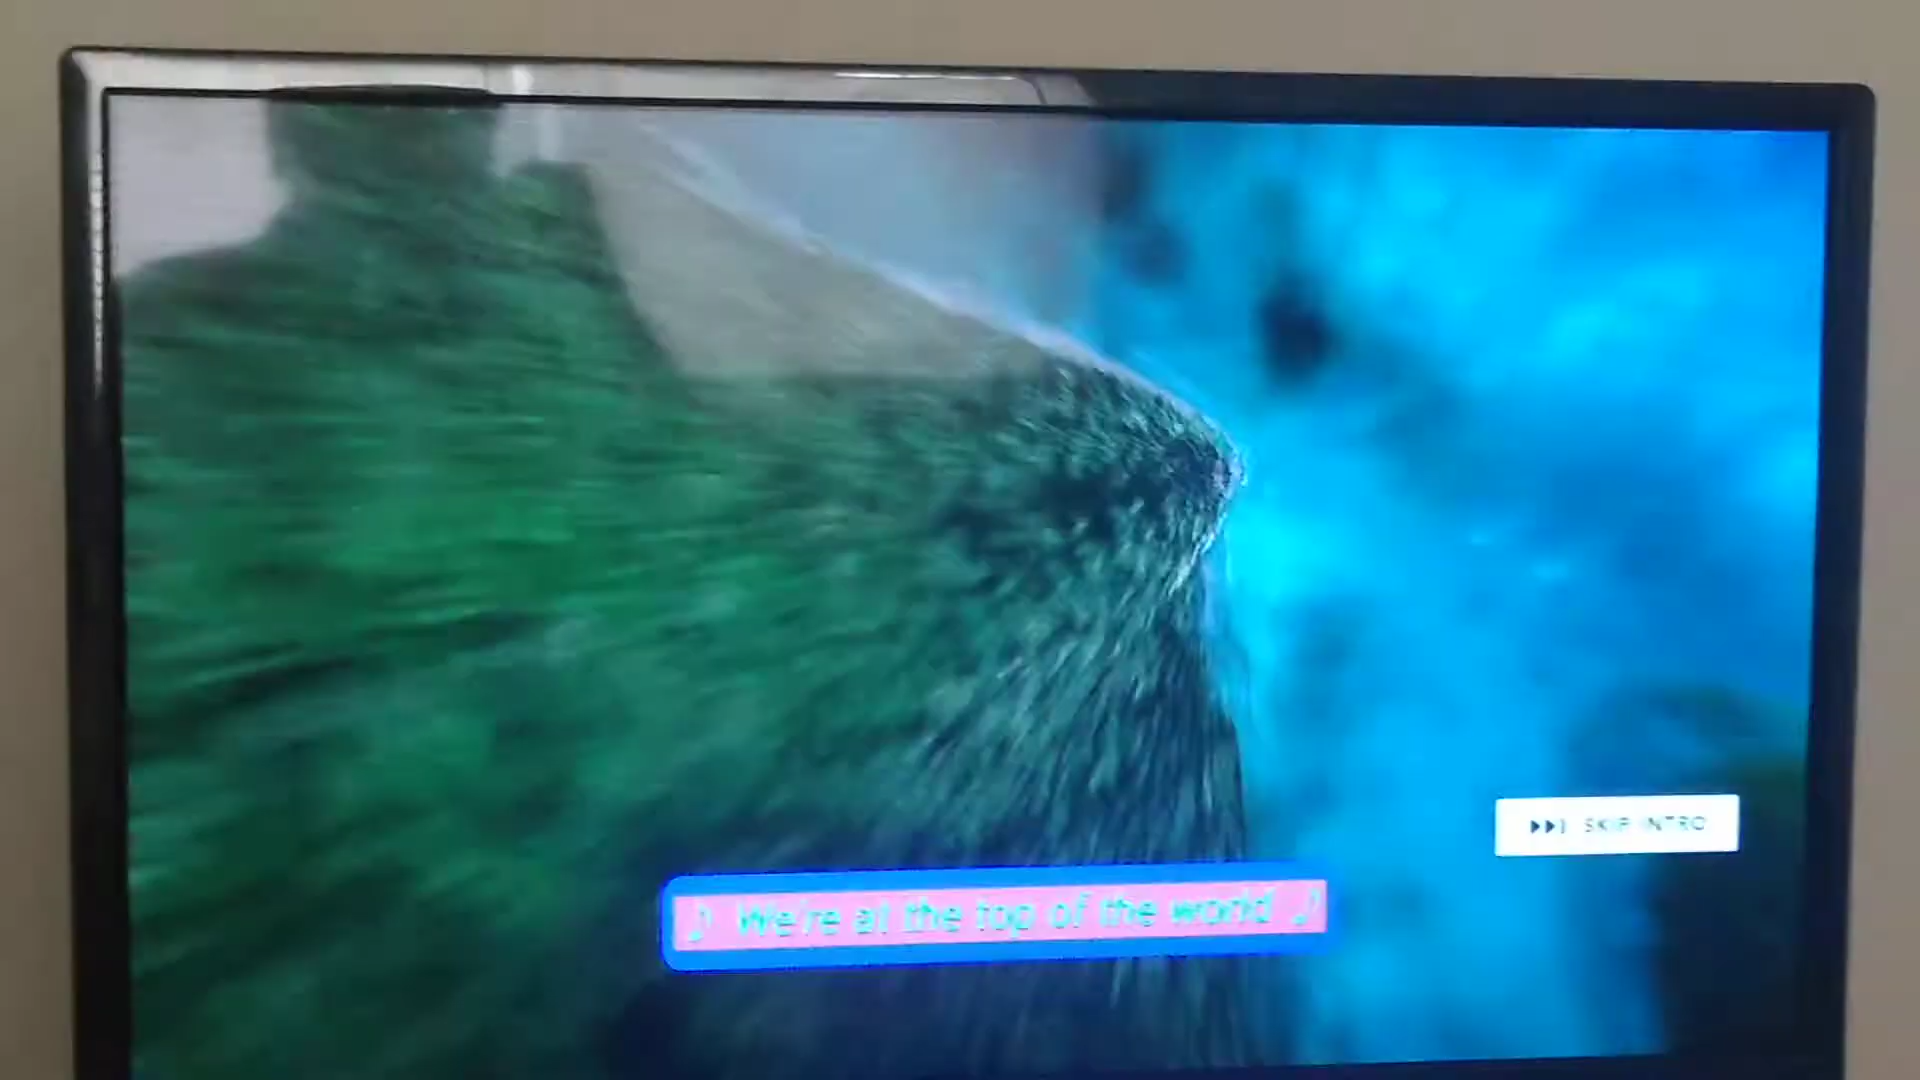 SKIP INTRO
♪ We're at the top of the world ♪